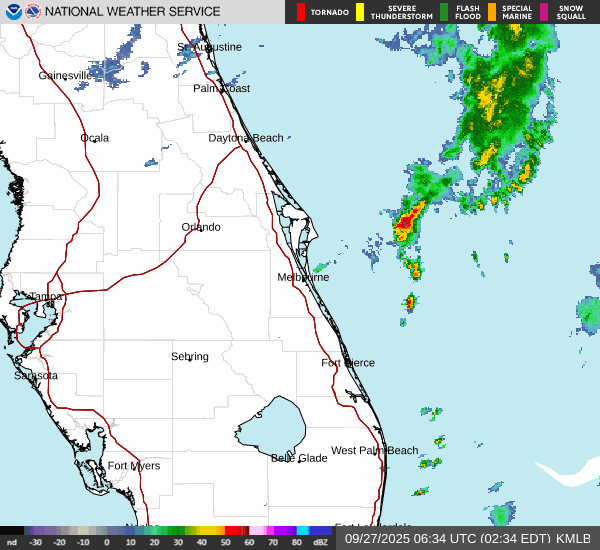 NATIONAL WEATHER SERVICE
TORNADO
SEVERE
THUNDERSTORM
FLASH
FLOOD
SPECIAL
MARINE
SNOW
SQUALL
St. Augustine
Gainesville
Palm Coast
Ocala
Daytona Beach
Orlando
Melbourne
Tampa
Sebring
Fort Pierce
Sarasota
West Palm Beach
Belle Glade
Fort Myers
nd -30 -20 -10 0 10 20 30 40 50 60 70 80 dBZ
09/27/2025 06:34 UTC (02:34 EDT) KMLB